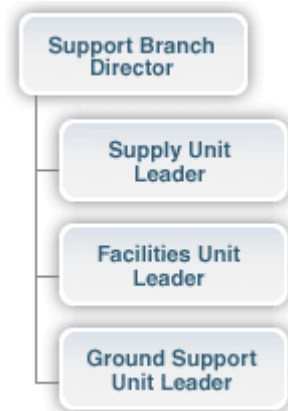 Support Branch
Director
Supply Unit
Leader
Facilities Unit
Leader
Ground Support
Unit Leader